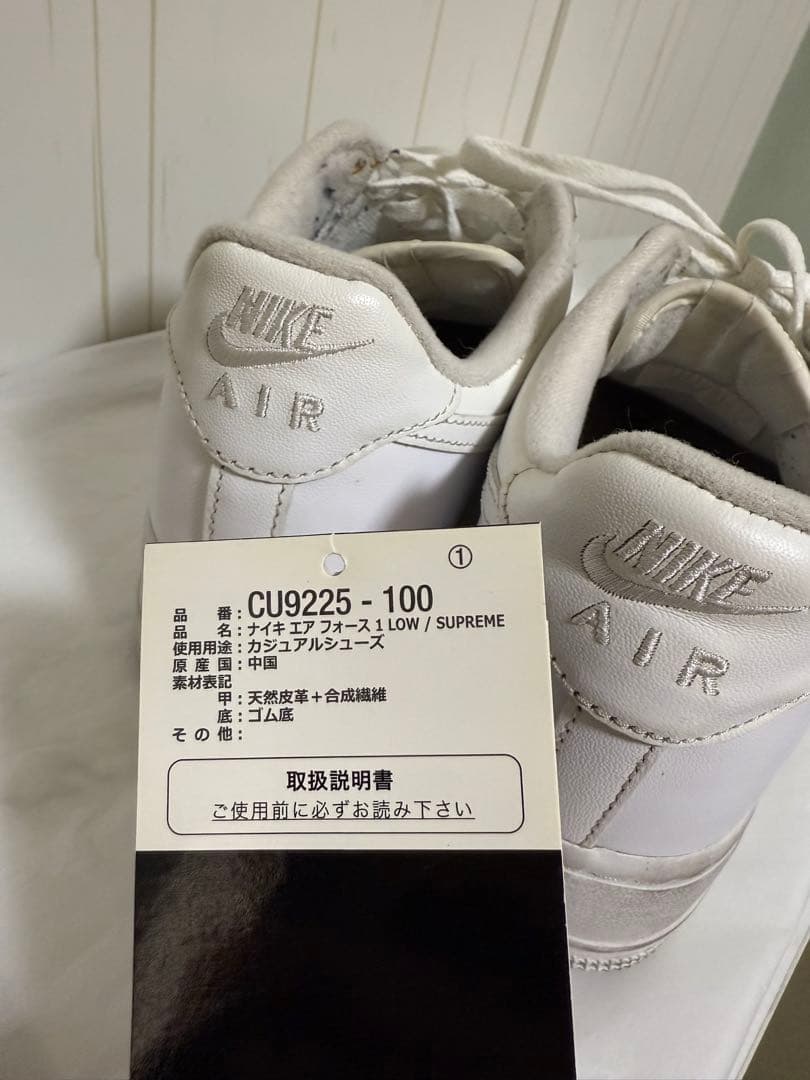 NIKE
AIR
NIKE
AIR
①
品番:CU9225 - 100
品名:ナイキ エア フォース 1 LOW / SUPREME
使用用途:カジュアルシューズ
原産国:中国
素材表記
甲:天然皮革+合成繊維
底:ゴム底
その他:
取扱説明書
ご使用前に必ずお読み下さい